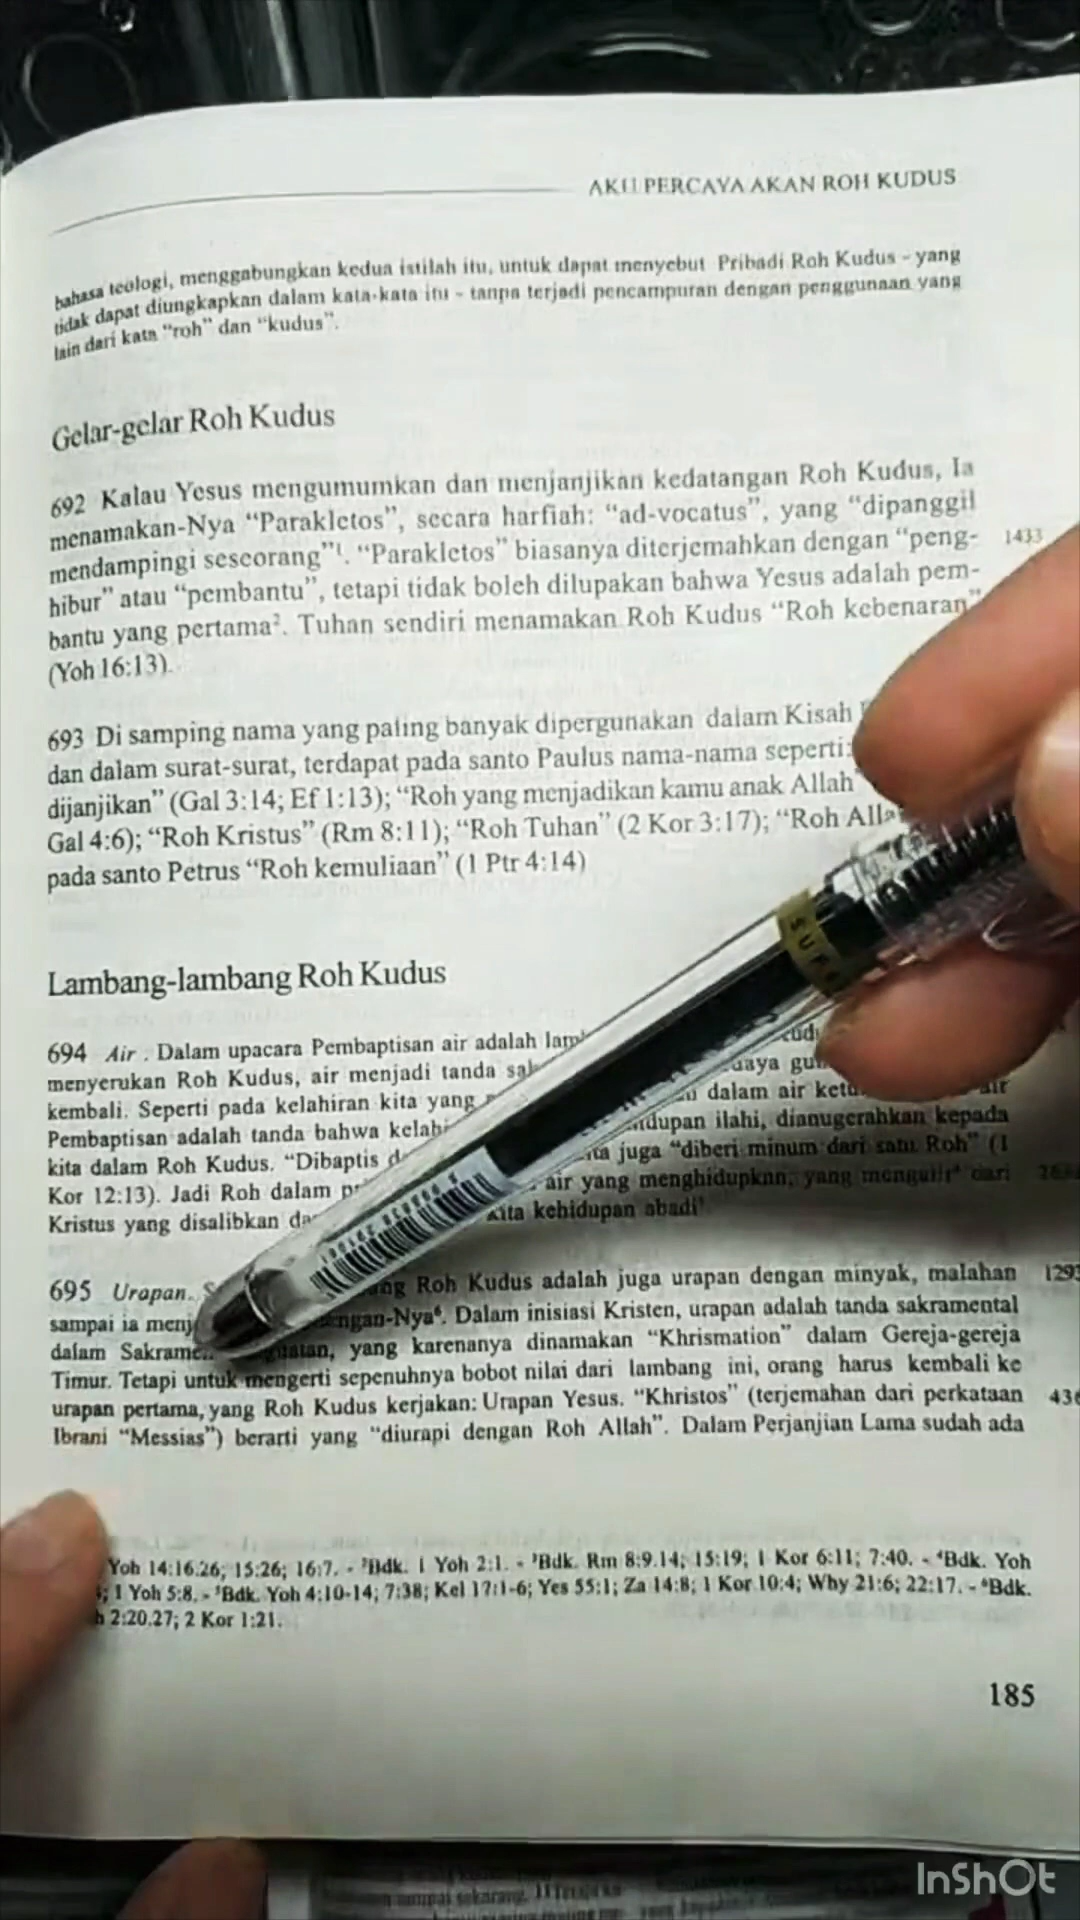 AKU PERCAYA AKAN ROH KUDUS
bahasa teologi, menggabungkan kedua istilah itu, untuk dapat menyebut Pribadi Roh Kudus - yang
tidak dapat diungkapkan dalam kata-kata itu - tanpa terjadi pencampuran dengan penggunaan yang
lain dari kata "roh" dan "kudus".
Gelar-gelar Roh Kudus
692 Kalau Yesus mengumumkan dan menjanjikan kedatangan Roh Kudus, Ia
menamakan-Nya "Parakletos", secara harfiah: "ad-vocatus", yang "dipanggil
mendampingi seseorang"¹. "Parakletos" biasanya diterjemahkan dengan "peng-
1433
hibur" atau "pembantu", tetapi tidak boleh dilupakan bahwa Yesus adalah pem-
bantu yang pertama². Tuhan sendiri menamakan Roh Kudus "Roh kebenaran"
(Yoh 16:13).
693 Di samping nama yang paling banyak dipergunakan dalam Kisah
dan dalam surat-surat, terdapat pada santo Paulus nama-nama seperti:
dijanjikan" (Gal 3:14; Ef 1:13); "Roh yang menjadikan kamu anak Allah"
Gal 4:6); "Roh Kristus" (Rm 8:11); "Roh Tuhan" (2 Kor 3:17); "Roh
pada santo Petrus "Roh kemuliaan" (1 Ptr 4:14)
Lambang-lambang Roh Kudus
694 Air . Dalam upacara Pembaptisan air adalah
menyerukan Roh Kudus, air menjadi tanda
kembali. Seperti pada kelahiran kita yang dalam air
Pembaptisan adalah tanda bahwa ilahi, dianugerahkan kepada
kita dalam Roh Kudus. "Dibaptis juga "diberi minum dari satu Roh" (1
Kor 12:13). Jadi Roh dalam air yang menghidupkan, yang mengalir⁴ dari
Kristus yang disalibkan kita kehidupan abadi⁵
695 Urapan. Roh Kudus adalah juga urapan dengan minyak, malahan
1293
sampai ia Dalam inisiasi Kristen, urapan adalah tanda sakramental
dalam yang karenanya dinamakan "Khrismation" dalam Gereja-gereja
Timur. Tetapi untuk mengerti sepenuhnya bobot nilai dari lambang ini, orang harus kembali ke
urapan pertama, yang Roh Kudus kerjakan: Urapan Yesus. "Khristos" (terjemahan dari perkataan
Ibrani "Messias") berarti yang "diurapi dengan Roh Allah". Dalam Perjanjian Lama sudah ada
Yoh 14:16.26; 15:26; 16:7. - ²Bdk. 1 Yoh 2:1. - ³Bdk. Rm 8:9.14; 15:19; 1 Kor 6:11; 7:40. - ⁴Bdk. Yoh
; 1 Yoh 5:8. - ⁵Bdk. Yoh 4:10-14; 7:38; Kel 17:1-6; Yes 55:1; Za 14:8; 1 Kor 10:4; Why 21:6; 22:17. - ⁶Bdk.
2:20.27; 2 Kor 1:21.
185
InShOt